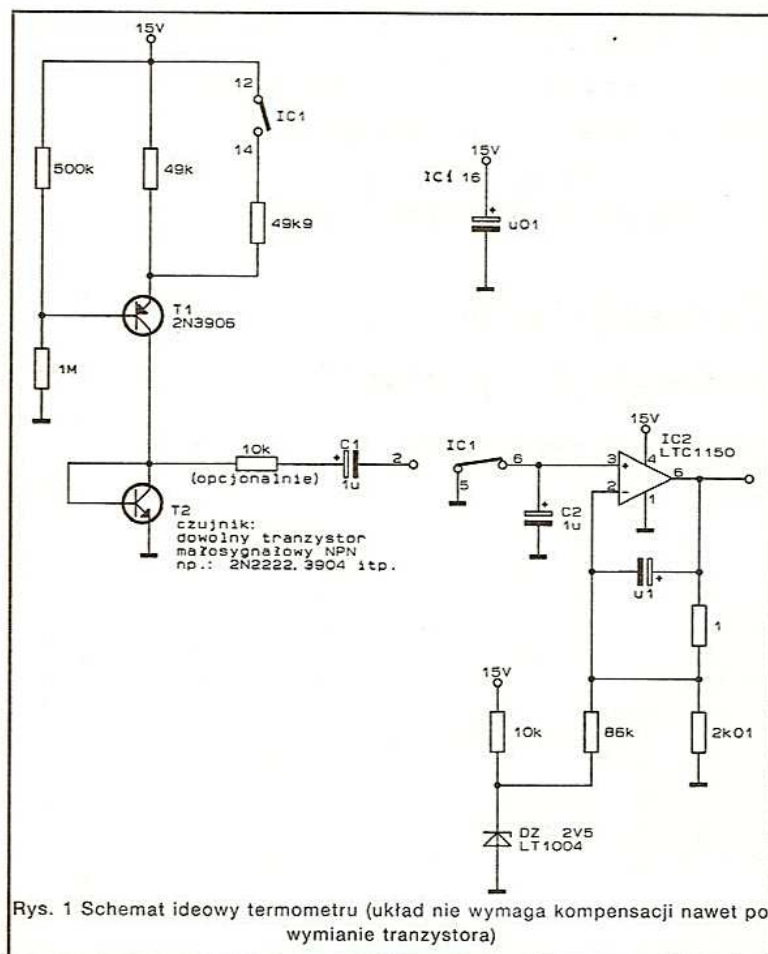 15V
12
IC1
14
500k
49k
49k9
15V
IC1 16
+
u01
T1
2N3906
1M
10k
(opcjonalnie)
+
C1
1u
2
IC1
5
6
+
C2
1u
15V
IC2
LTC1150
3
+
4
6
2
-
1
T2
czujnik:
dowolny tranzystor
małosygnałowy NPN
np.: 2N2222, 3904 itp.
u1
+
1
15V
10k
86k
2k01
DZ 2V5
LT1004
Rys. 1 Schemat ideowy termometru (układ nie wymaga kompensacji nawet po
wymianie tranzystora)